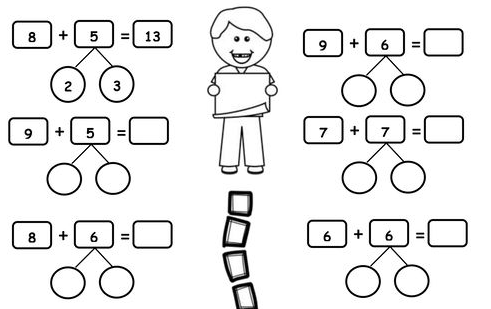 8 + 5 = 13
2 3
9 + 5 =
8 + 6 =
9 + 6 =
7 + 7 =
6 + 6 =